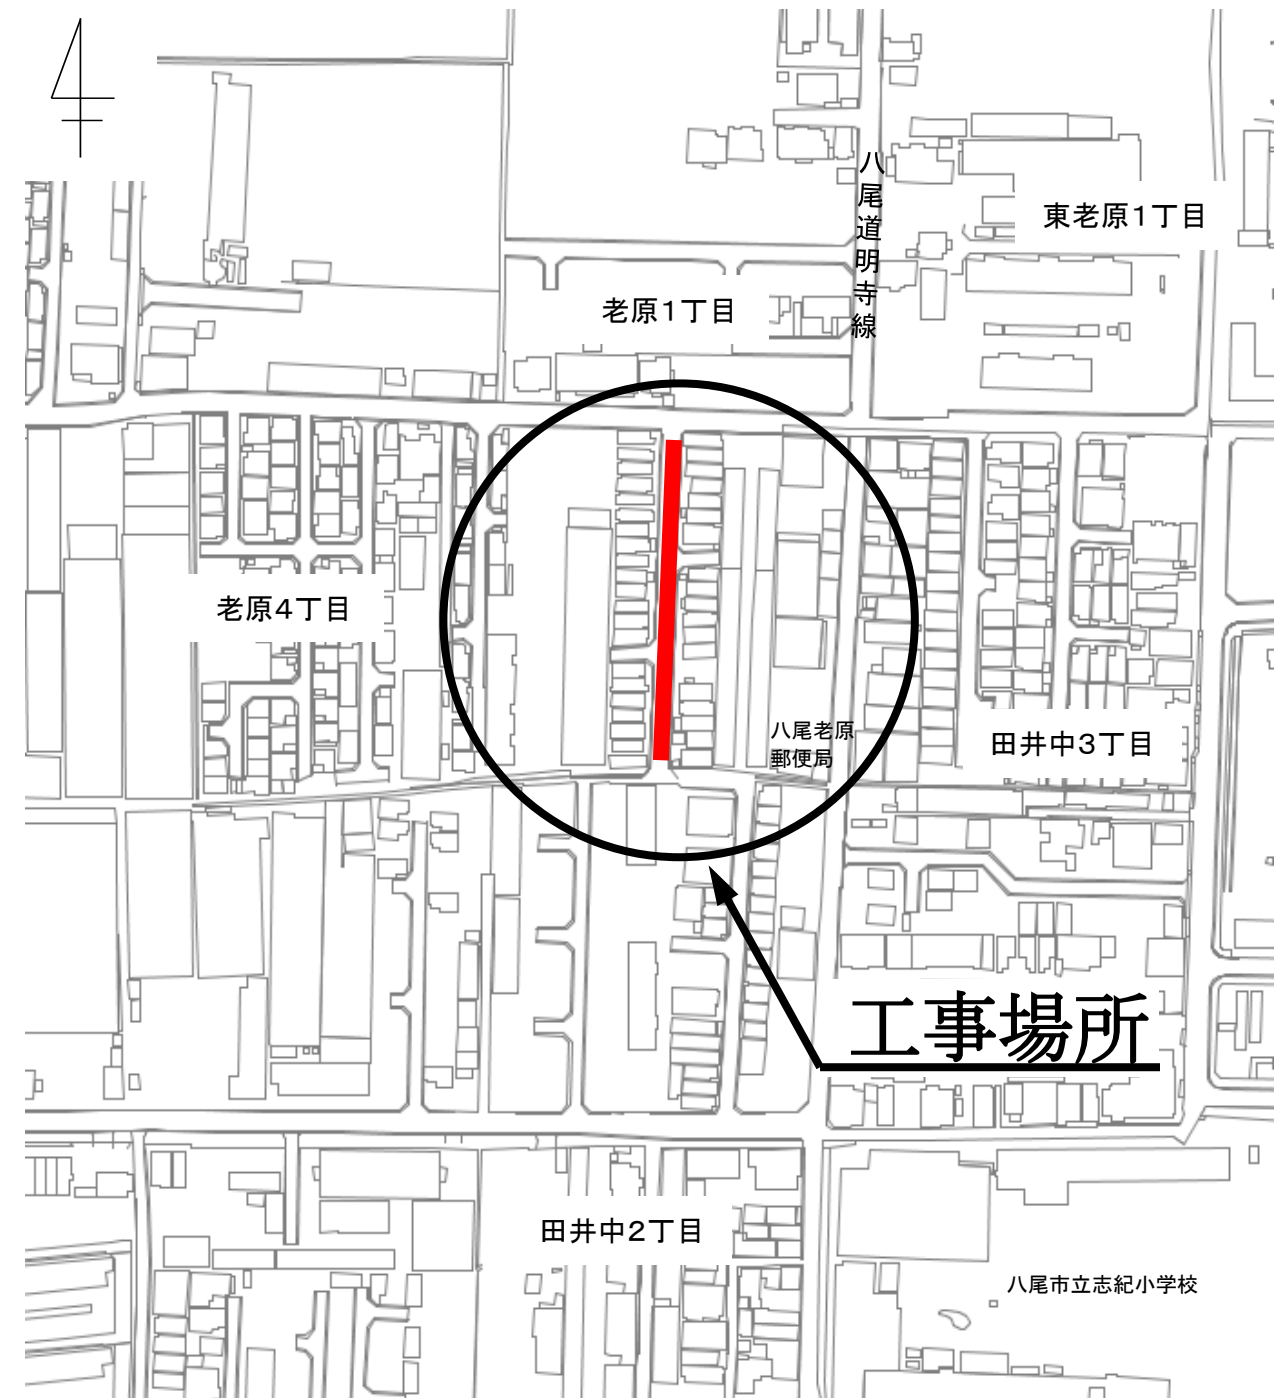 八尾道明寺線
東老原1丁目
老原1丁目
老原4丁目
八尾老原
郵便局
田井中3丁目
工事場所
田井中2丁目
八尾市立志紀小学校